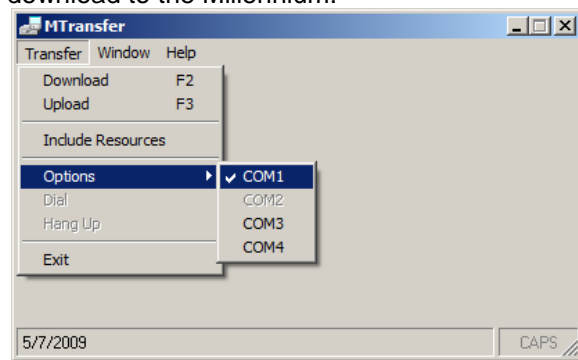 download to the Millennium.
MTransfer
Transfer Window Help
Download F2
Upload F3
Include Resources
Options COM1
Dial COM2
Hang Up COM3
COM4
Exit
5/7/2009 CAPS